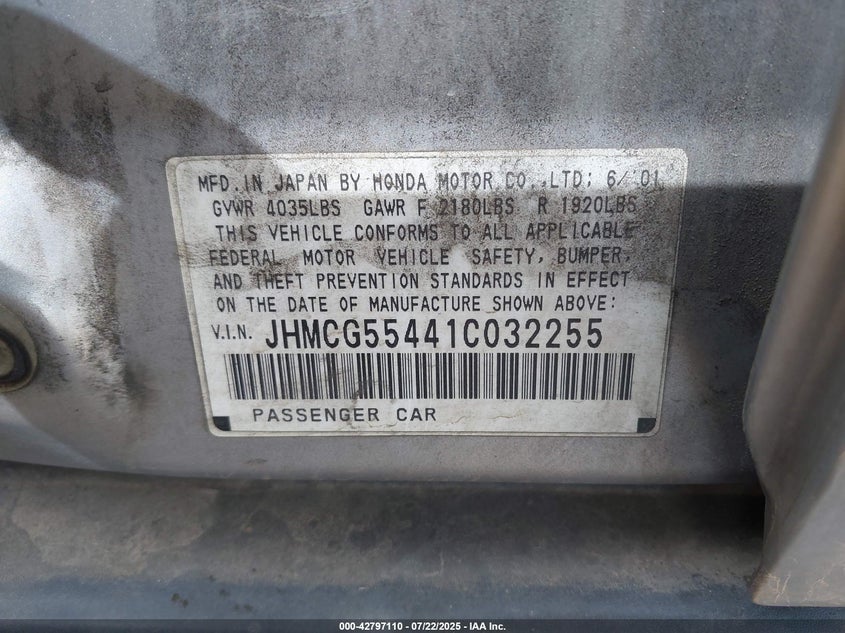 MFD. IN JAPAN BY HONDA MOTOR CO.,LTD; 6/'01
GVWR 4035LBS GAWR F 2180LBS R 1920LBS
THIS VEHICLE CONFORMS TO ALL APPLICABLE
FEDERAL MOTOR VEHICLE SAFETY, BUMPER,
AND THEFT PREVENTION STANDARDS IN EFFECT
ON THE DATE OF MANUFACTURE SHOWN ABOVE:
V.I.N. JHMCG55441C032255
PASSENGER CAR
000-42797110 - 07/22/2025 - IAA Inc.